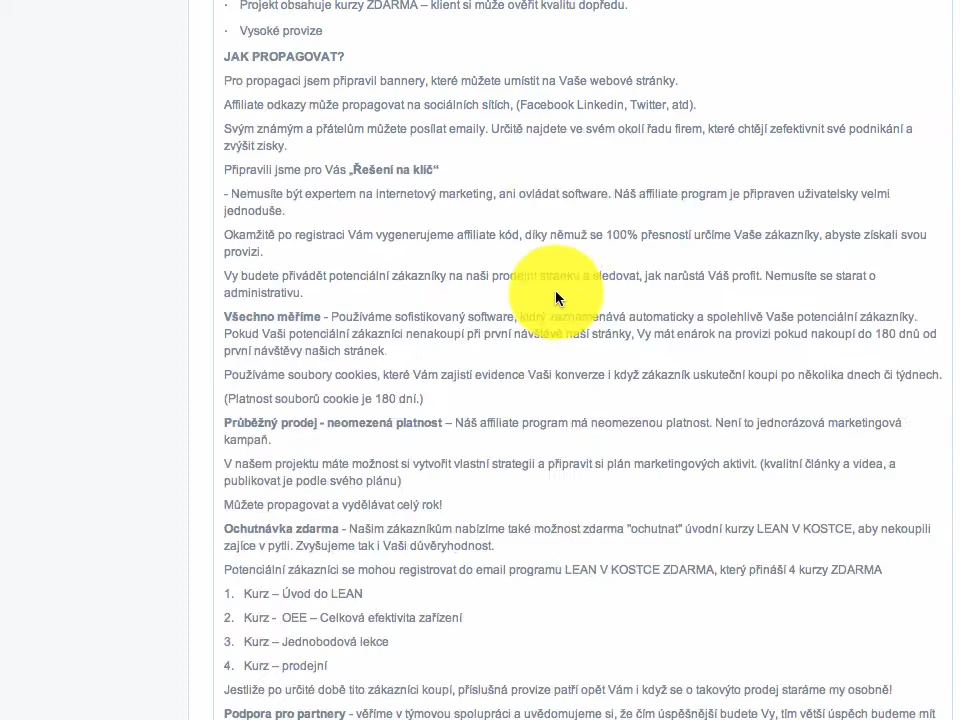 · Projekt obsahuje kurzy ZDARMA – klient si může ověřit kvalitu dopředu.
· Vysoké provize
JAK PROPAGOVAT?
Pro propagaci jsem připravil bannery, které můžete umístit na Vaše webové stránky.
Affiliate odkazy může propagovat na sociálních sítích, (Facebook Linkedin, Twitter, atd).
Svým známým a přátelům můžete posílat emaily. Určitě najdete ve svém okolí řadu firem, které chtějí zefektivnit své podnikání a
zvýšit zisky.
Připravili jsme pro Vás „Řešení na klíč“
- Nemusíte být expertem na internetový marketing, ani ovládat software. Náš affiliate program je připraven uživatelsky velmi
jednoduše.
Okamžitě po registraci Vám vygenerujeme affiliate kód, díky němuž se 100% přesností určíme Vaše zákazníky, abyste získali svou
provizi.
Vy budete přivádět potenciální zákazníky na naši prodejní stránku a sledovat, jak narůstá Váš profit. Nemusíte se starat o
administrativu.
Všechno měříme - Používáme sofistikovaný software, který zaznamenává automaticky a spolehlivě Vaše potenciální zákazníky.
Pokud Vaši potenciální zákazníci nenakoupí při první návštěvě naší stránky, Vy mát enárok na provizi pokud nakoupí do 180 dnů od
první návštěvy našich stránek.
Používáme soubory cookies, které Vám zajistí evidence Vaši konverze i když zákazník uskuteční koupi po několika dnech či týdnech.
(Platnost souborů cookie je 180 dní.)
Průběžný prodej - neomezená platnost – Náš affiliate program má neomezenou platnost. Není to jednorázová marketingová
kampaň.
V našem projektu máte možnost si vytvořit vlastní strategii a připravit si plán marketingových aktivit. (kvalitní články a videa, a
publikovat je podle svého plánu)
Můžete propagovat a vydělávat celý rok!
Ochutnávka zdarma - Našim zákazníkům nabízíme také možnost zdarma "ochutnat" úvodní kurzy LEAN V KOSTCE, aby nekoupili
zajíce v pytli. Zvyšujeme tak i Vaši důvěryhodnost.
Potenciální zákazníci se mohou registrovat do email programu LEAN V KOSTCE ZDARMA, který přináší 4 kurzy ZDARMA
1. Kurz – Úvod do LEAN
2. Kurz - OEE – Celková efektivita zařízení
3. Kurz – Jednobodová lekce
4. Kurz – prodejní
Jestliže po určité době tito zákazníci koupí, příslušná provize patří opět Vám i když se o takovýto prodej staráme my osobně!
Podpora pro partnery - věříme v týmovou spolupráci a uvědomujeme si, že čím úspěšnější budete Vy, tím větší úspěch budeme mít